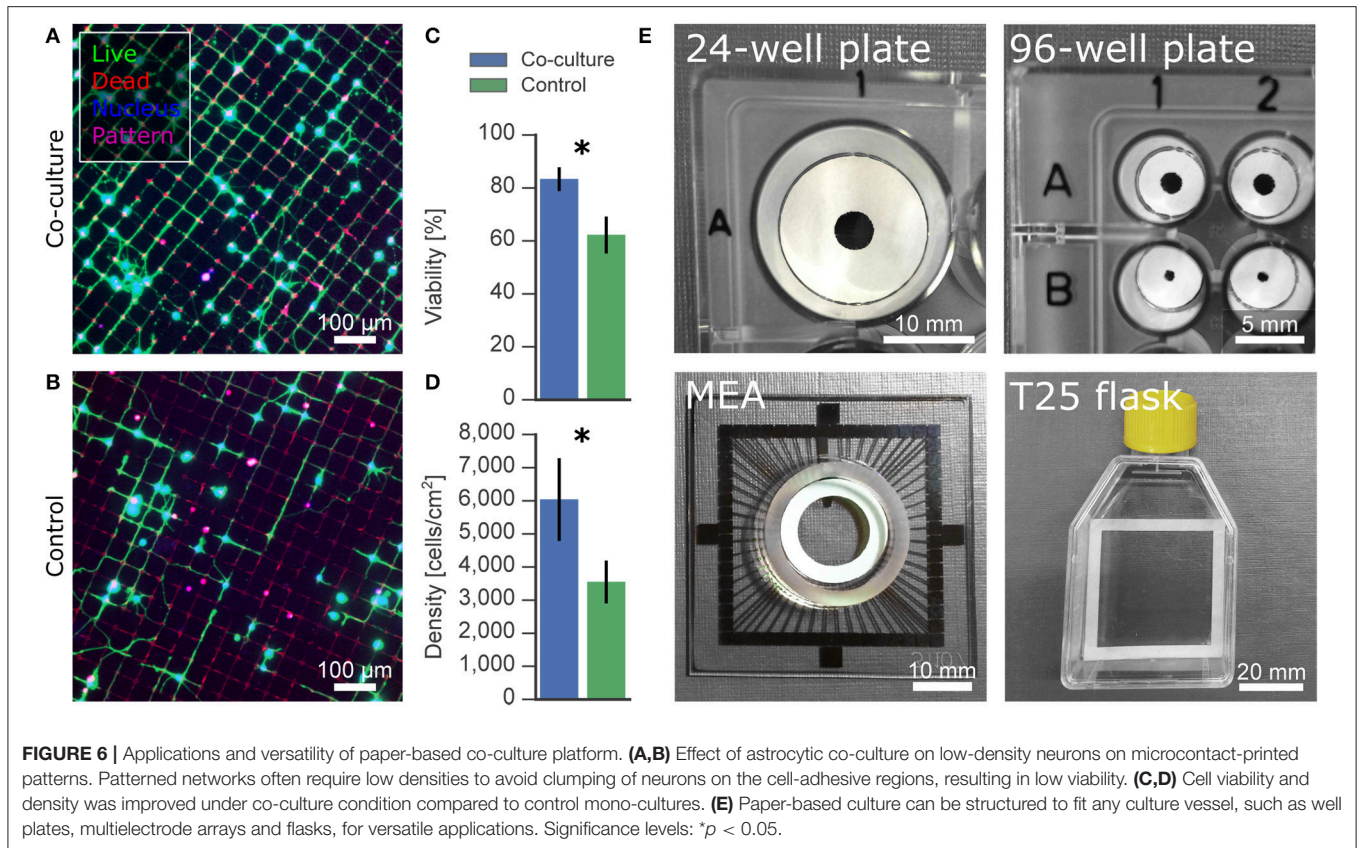 A
Live
Dead
Nucleus
Pattern
Co-culture
100 µm
B
Control
100 µm
C
Co-culture
Control
*
Viability [%]
100
80
60
40
20
0
D
*
Density [cells/cm²]
8,000
7,000
6,000
5,000
4,000
3,000
2,000
1,000
0
E
24-well plate
1
A
10 mm
96-well plate
1 2
A
B
5 mm
MEA
10 mm
T25 flask
20 mm
FIGURE 6 | Applications and versatility of paper-based co-culture platform. (A,B) Effect of astrocytic co-culture on low-density neurons on microcontact-printed
patterns. Patterned networks often require low densities to avoid clumping of neurons on the cell-adhesive regions, resulting in low viability. (C,D) Cell viability and
density was improved under co-culture condition compared to control mono-cultures. (E) Paper-based culture can be structured to fit any culture vessel, such as well
plates, multielectrode arrays and flasks, for versatile applications. Significance levels: *p < 0.05.